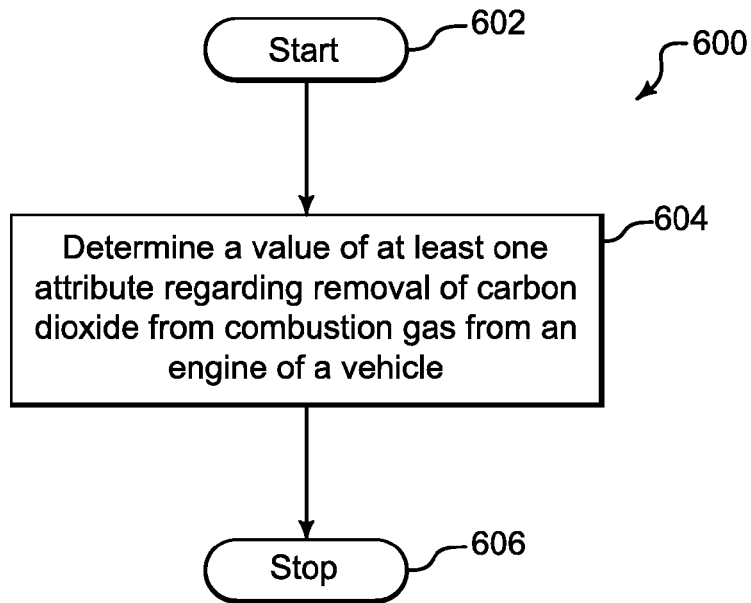 Start
602
600
604
Determine a value of at least one
attribute regarding removal of carbon
dioxide from combustion gas from an
engine of a vehicle
Stop
606